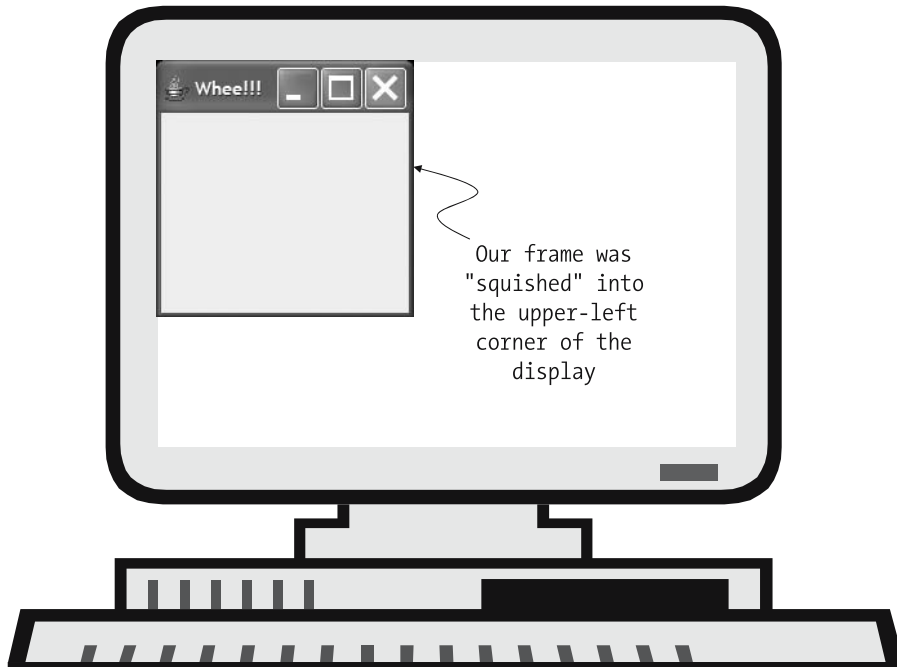 Whee!!!
Our frame was
"squished" into
the upper-left
corner of the
display